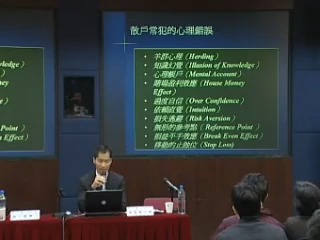 散戶常犯的心理錯誤
羊群心理（Herding）
知識幻覺（Illusion of Knowledge）
心理帳戶（Mental Account）
賭場盈利效應（House Money
Effect）
過度自信（Over Confidence）
依賴直覺（Intuition）
損失逃避（Risk Aversion）
無形的參考點（Reference Point）
損益平手效應（Break Even Effect）
移動的止蝕位（Stop Loss）